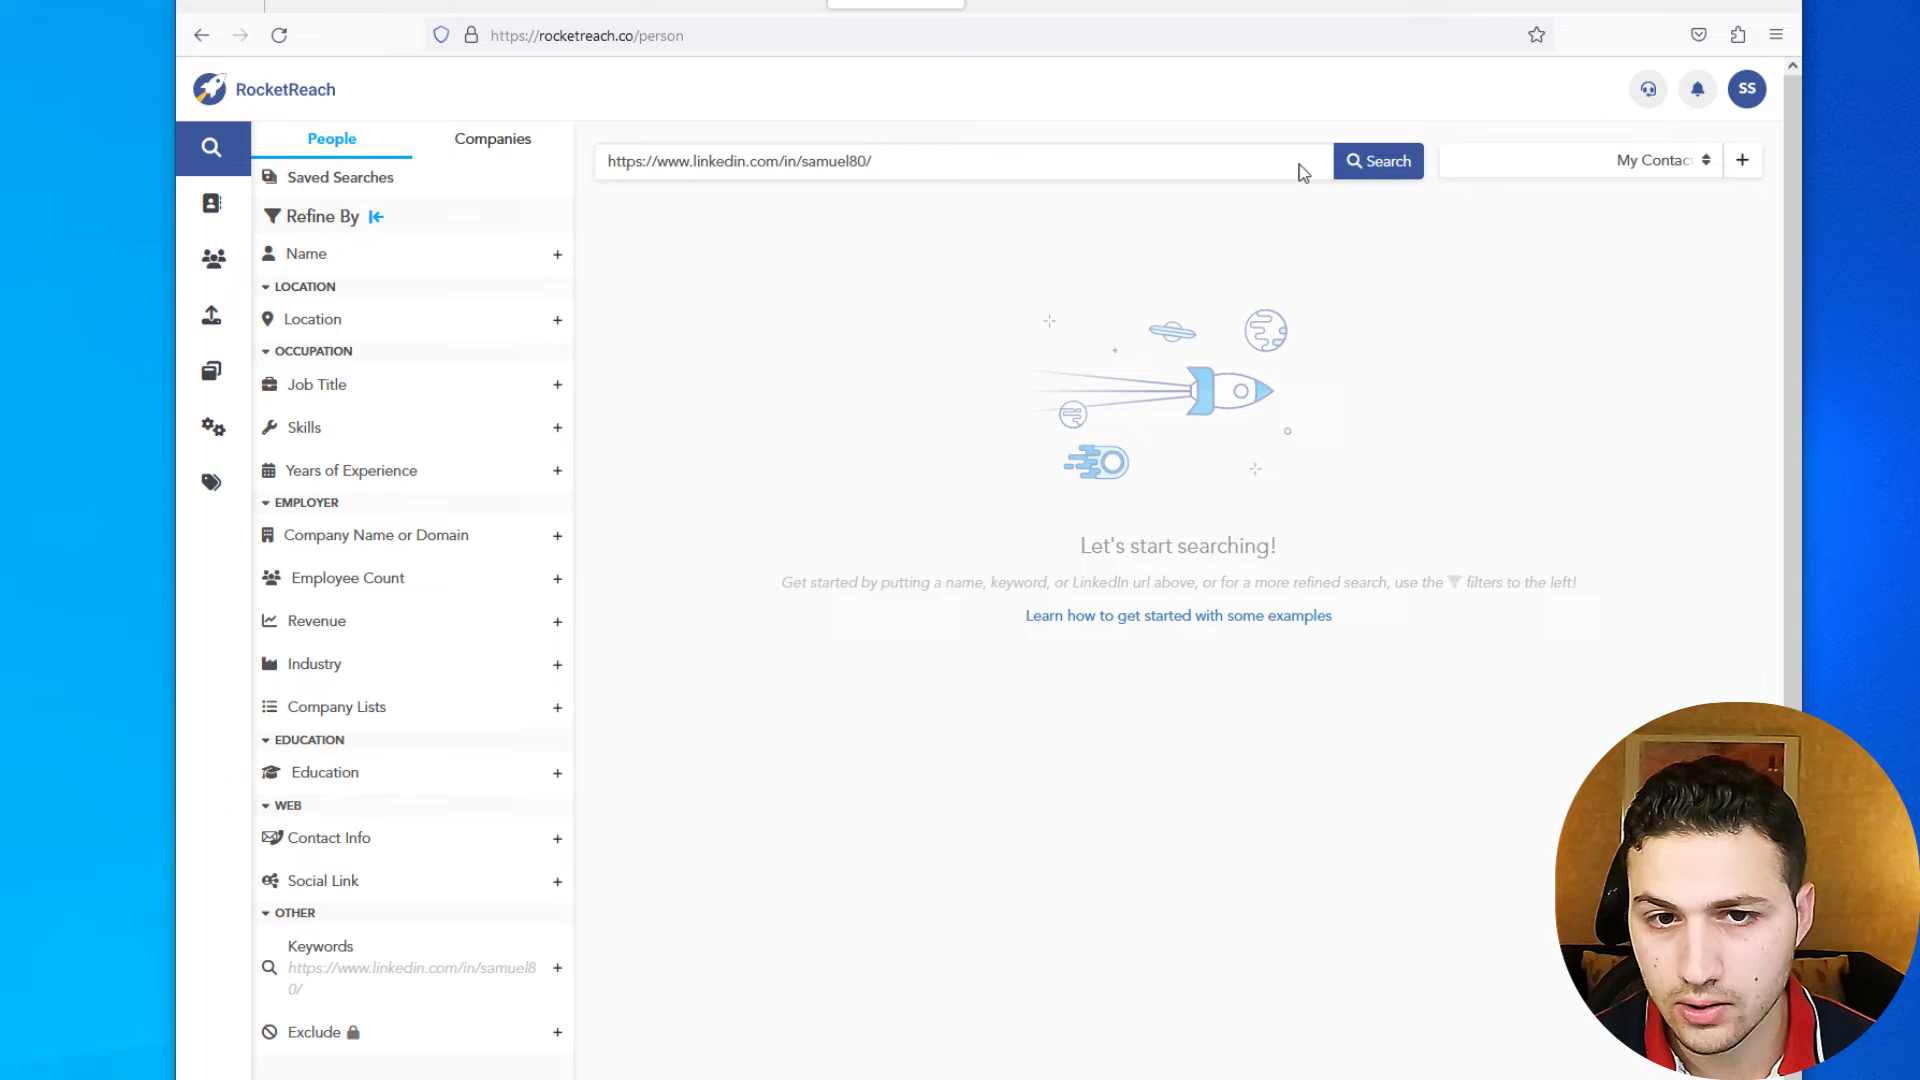 https://rocketreach.co/person
RocketReach
SS
People
Companies
https://www.linkedin.com/in/samuel80/
Search
My Contac
+
Saved Searches
Refine By
Name +
LOCATION
Location +
OCCUPATION
Job Title +
Skills +
Years of Experience +
EMPLOYER
Company Name or Domain +
Employee Count +
Revenue +
Industry +
Company Lists +
EDUCATION
Education +
WEB
Contact Info +
Social Link +
OTHER
Keywords
https://www.linkedin.com/in/samuel8
0/ +
Exclude +
Let's start searching!
Get started by putting a name, keyword, or LinkedIn url above, or for a more refined search, use the filters to the left!
Learn how to get started with some examples